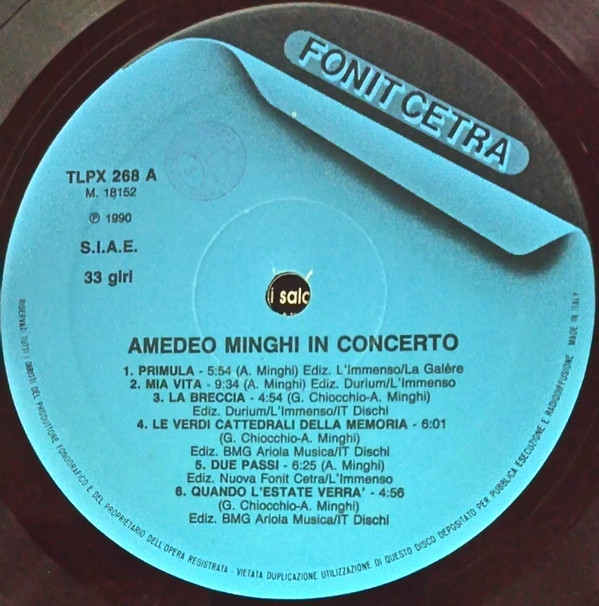 FONIT CETRA
TLPX 268 A
M. 18152
℗ 1990
S.I.A.E.
33 giri
i salo
AMEDEO MINGHI IN CONCERTO
1. PRIMULA - 5:54 (A. Minghi) Ediz. L'Immenso/La Galère
2. MIA VITA - 9:34 (A. Minghi) Ediz. Durium/L'Immenso
3. LA BRECCIA - 4:54 (G. Chiocchio-A. Minghi)
Ediz. Durium/L'Immenso/IT Dischi
4. LE VERDI CATTEDRALI DELLA MEMORIA - 6:01
(G. Chiocchio-A. Minghi)
Ediz. BMG Ariola Musica/IT Dischi
5. DUE PASSI - 6:25 (A. Minghi)
Ediz. Nuova Fonit Cetra/L'Immenso
6. QUANDO L'ESTATE VERRA' - 4:56
(G. Chiocchio-A. Minghi)
Ediz. BMG Ariola Musica/IT Dischi
RISERVATI TUTTI I DIRITTI DEL PRODUTTORE FONOGRAFICO E DEL PROPRIETARIO DELL'OPERA REGISTRATA - VIETATA DUPLICAZIONE UTILIZZAZIONE DI QUESTO DISCO DEPOSITATO PER PUBBLICA ESECUZIONE E RADIODIFFUSIONE MADE IN ITALY